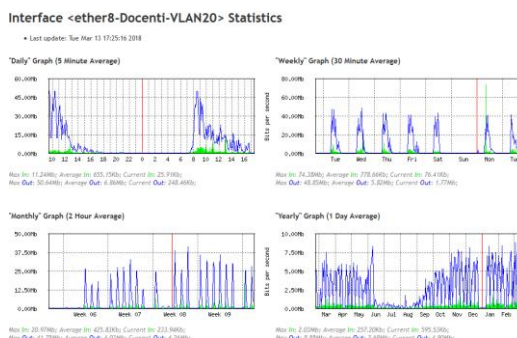 Interface <ether8-Docenti-VLAN20> Statistics
Last update: Tue Mar 13 17:25:16 2018
"Daily" Graph (5 Minute Average)
60,00Mb
45,00Mb
30,00Mb
15,00Mb
0,00Mb
10 12 14 16 18 20 22 0 2 4 6 8 10 12 14 16
Max In: 11.24Mb; Average In: 655.15Kb; Current In: 25.91Kb;
Max Out: 50.64Mb; Average Out: 6.86Mb; Current Out: 248.46Kb;
"Weekly" Graph (30 Minute Average)
80,00Mb
60,00Mb
40,00Mb
20,00Mb
0,00Mb
Bits per second
Tue Wed Thu Fri Sat Sun Mon Tue
Max In: 74.38Mb; Average In: 778.66Kb; Current In: 76.41Kb;
Max Out: 48.85Mb; Average Out: 5.82Mb; Current Out: 1.77Mb;
"Monthly" Graph (2 Hour Average)
50,00Mb
37,50Mb
25,00Mb
12,50Mb
0,00Mb
Week 06 Week 07 Week 08 Week 09
Max In: 20.97Mb; Average In: 425.83Kb; Current In: 233.94Kb;
"Yearly" Graph (1 Day Average)
10,00Mb
7,50Mb
5,00Mb
2,50Mb
0,00Mb
Bits per second
Mar Apr May Jun Jul Aug Sep Oct Nov Dec Jan Feb
Max In: 2.03Mb; Average In: 257.20Kb; Current In: 595.53Kb;